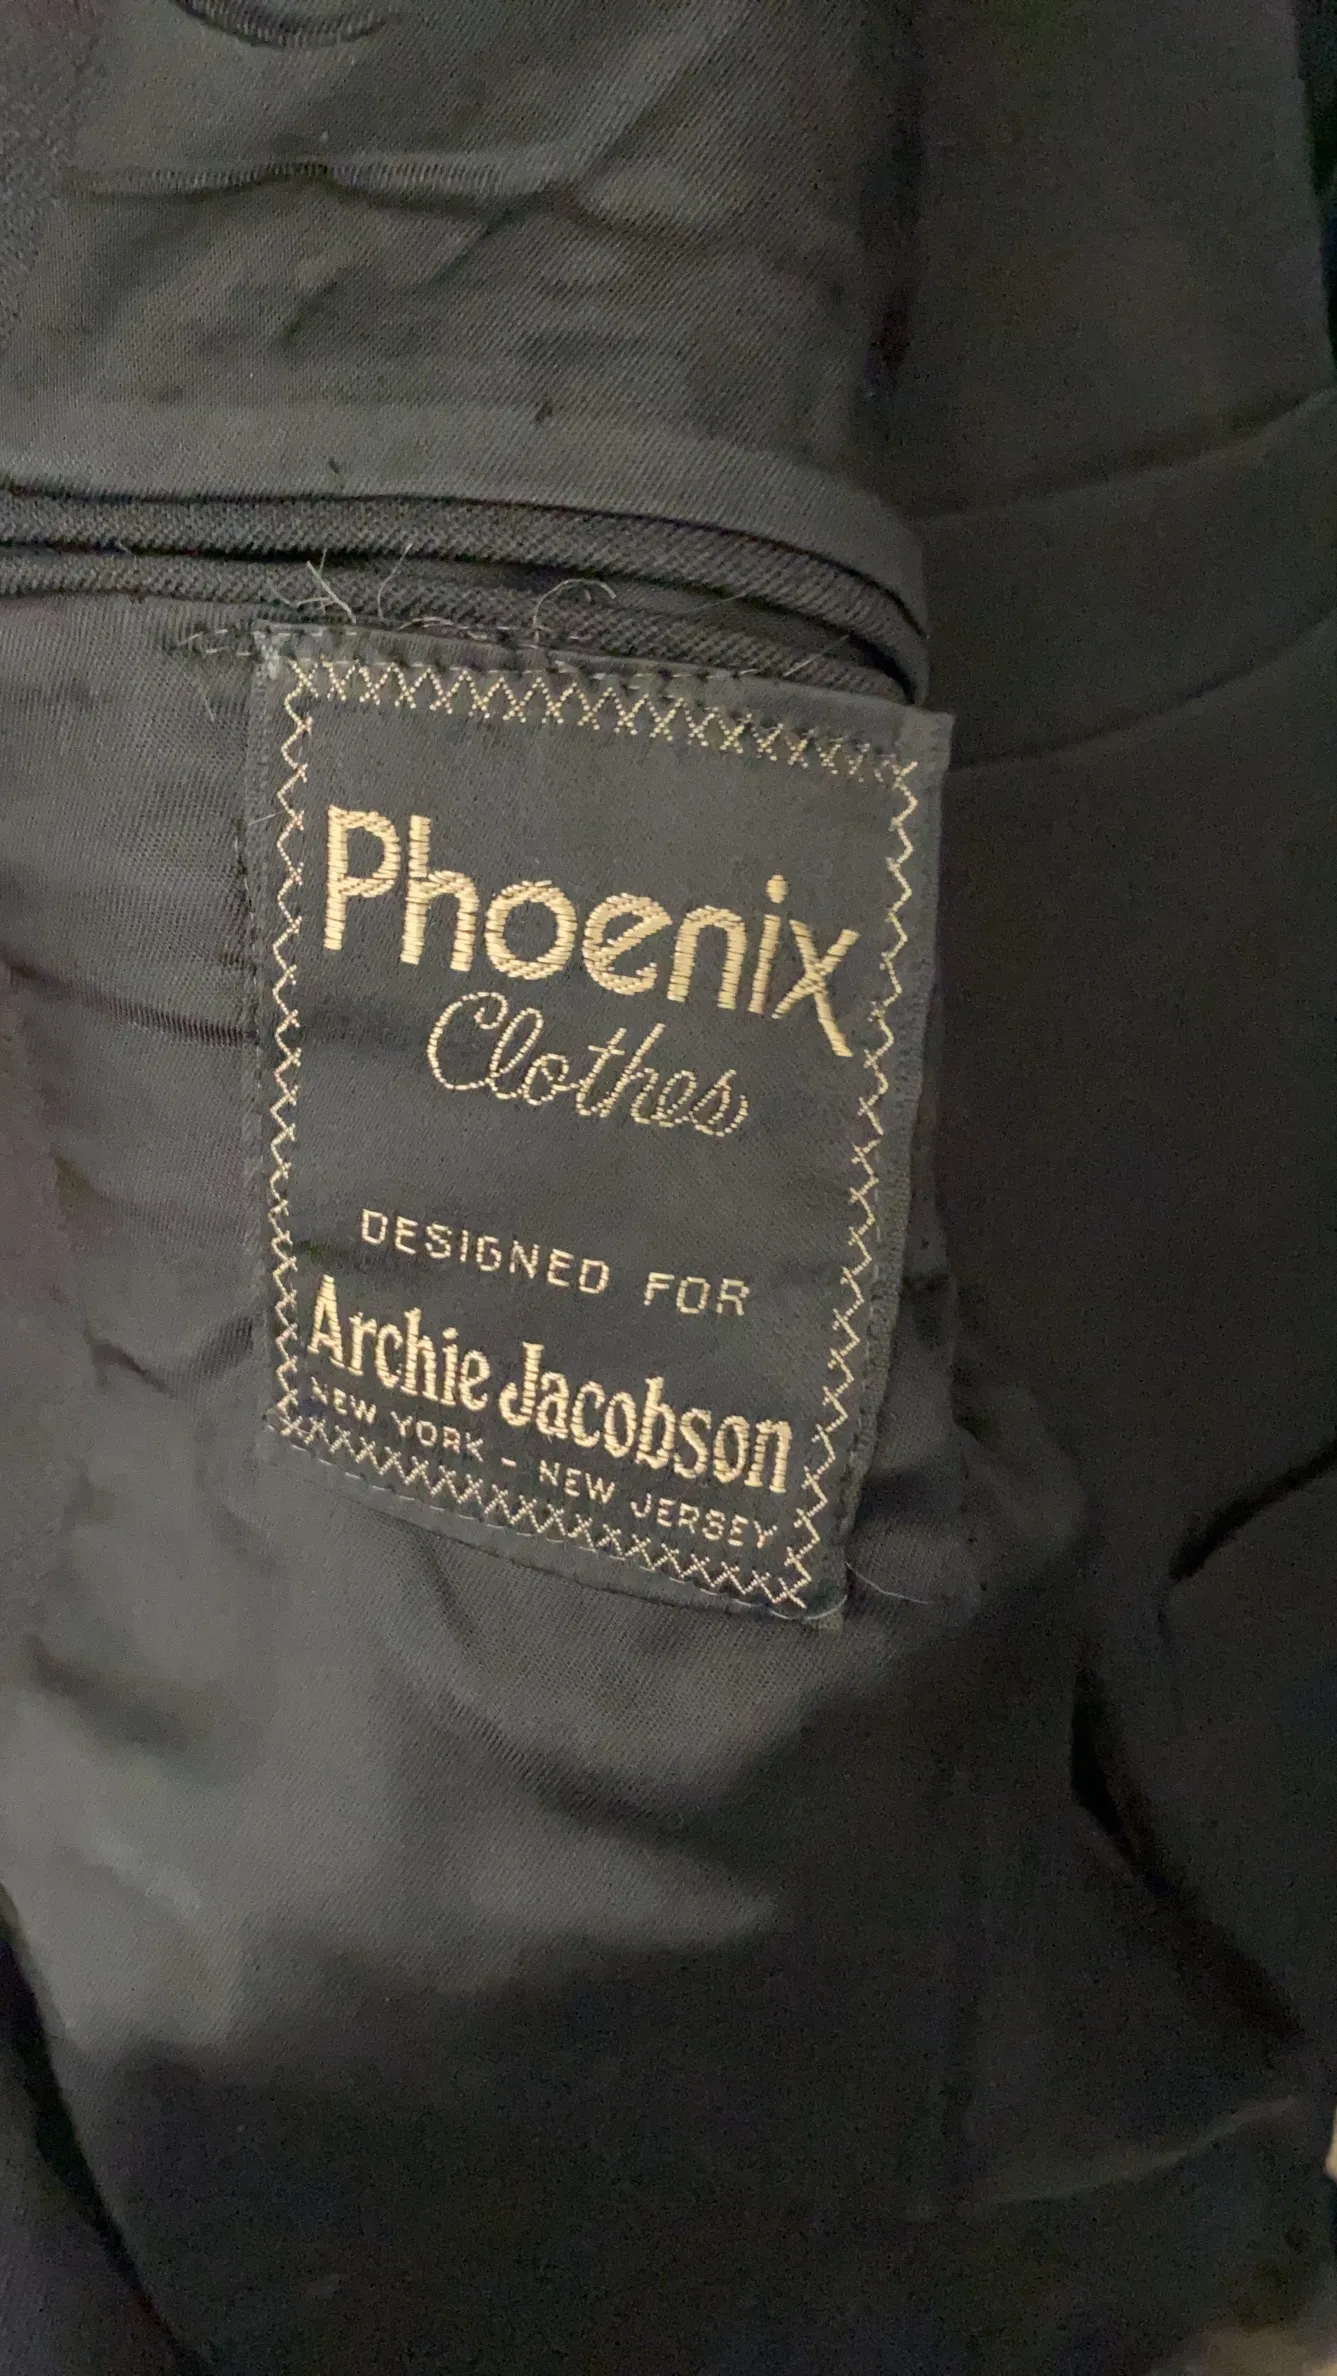 Phoenix
Clothes
DESIGNED FOR
Archie Jacobson
NEW YORK - NEW JERSEY